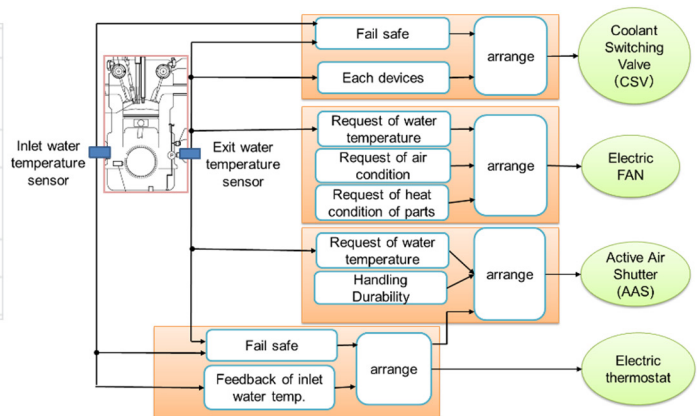 Inlet water
temperature
sensor
Exit water
temperature
sensor
Fail safe
Each devices
arrange
Coolant
Switching
Valve
(CSV)
Request of water
temperature
Request of air
condition
Request of heat
condition of parts
arrange
Electric
FAN
Request of water
temperature
Handling
Durability
arrange
Active Air
Shutter
(AAS)
Fail safe
Feedback of inlet
water temp.
arrange
Electric
thermostat